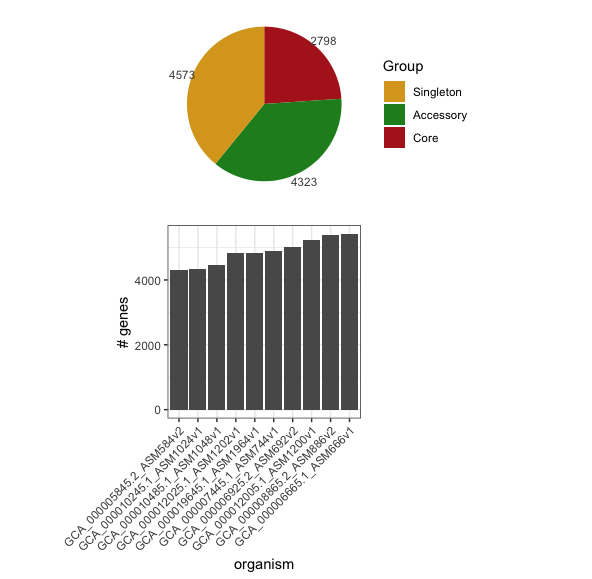 2798
4573
4323
Group
Singleton
Accessory
Core
# genes
4000
2000
0
GCA_000005845.2_ASM584v2
GCA_000010245.1_ASM1024v1
GCA_000010485.1_ASM1048v1
GCA_000012025.1_ASM1202v1
GCA_000019645.1_ASM1964v1
GCA_000007445.1_ASM744v1
GCA_000006925.2_ASM692v2
GCA_000012005.1_ASM1200v1
GCA_000008865.2_ASM886v2
GCA_000006665.1_ASM666v1
organism